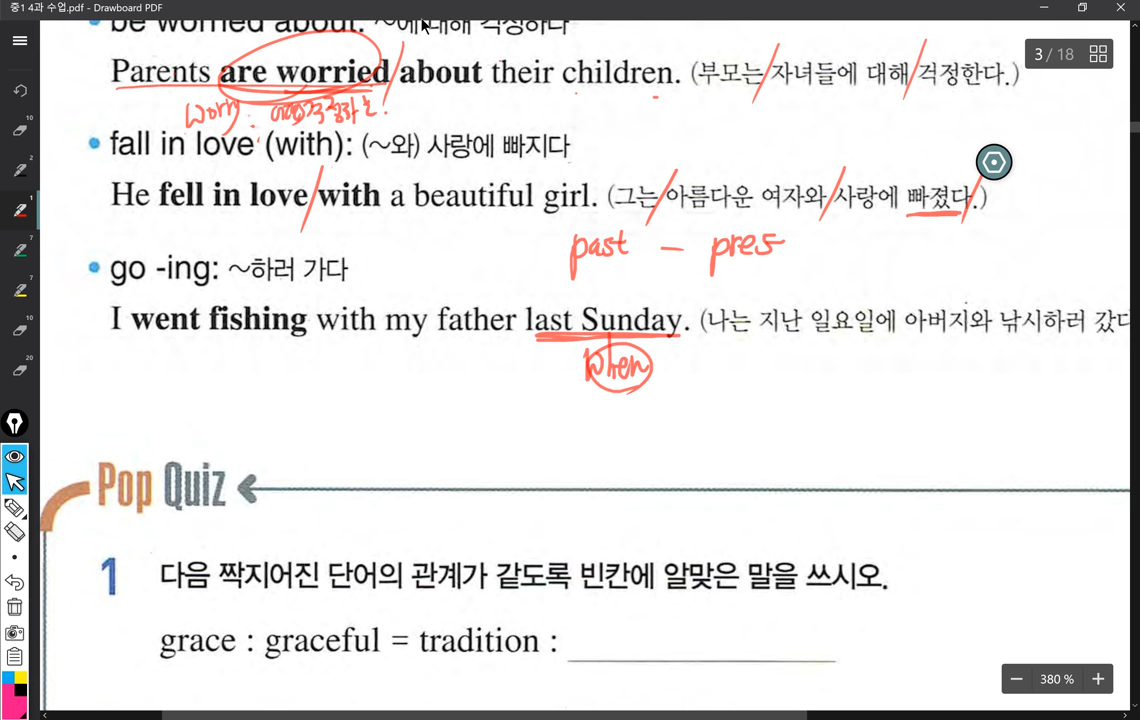 중1 4과 수업.pdf - Drawboard PDF
be worried about: ~에 대해 걱정하다
3 / 18
Parents are worried about their children. (부모는 자녀들에 대해 걱정한다.)
worry
fall in love (with): (~와) 사랑에 빠지다
He fell in love with a beautiful girl. (그는 아름다운 여자와 사랑에 빠졌다.)
past - pres
go -ing: ~하러 가다
I went fishing with my father last Sunday. (나는 지난 일요일에 아버지와 낚시하러 갔다
when
Pop Quiz
1 다음 짝지어진 단어의 관계가 같도록 빈칸에 알맞은 말을 쓰시오.
grace : graceful = tradition :
380 %
10
2
1
7
7
10
20